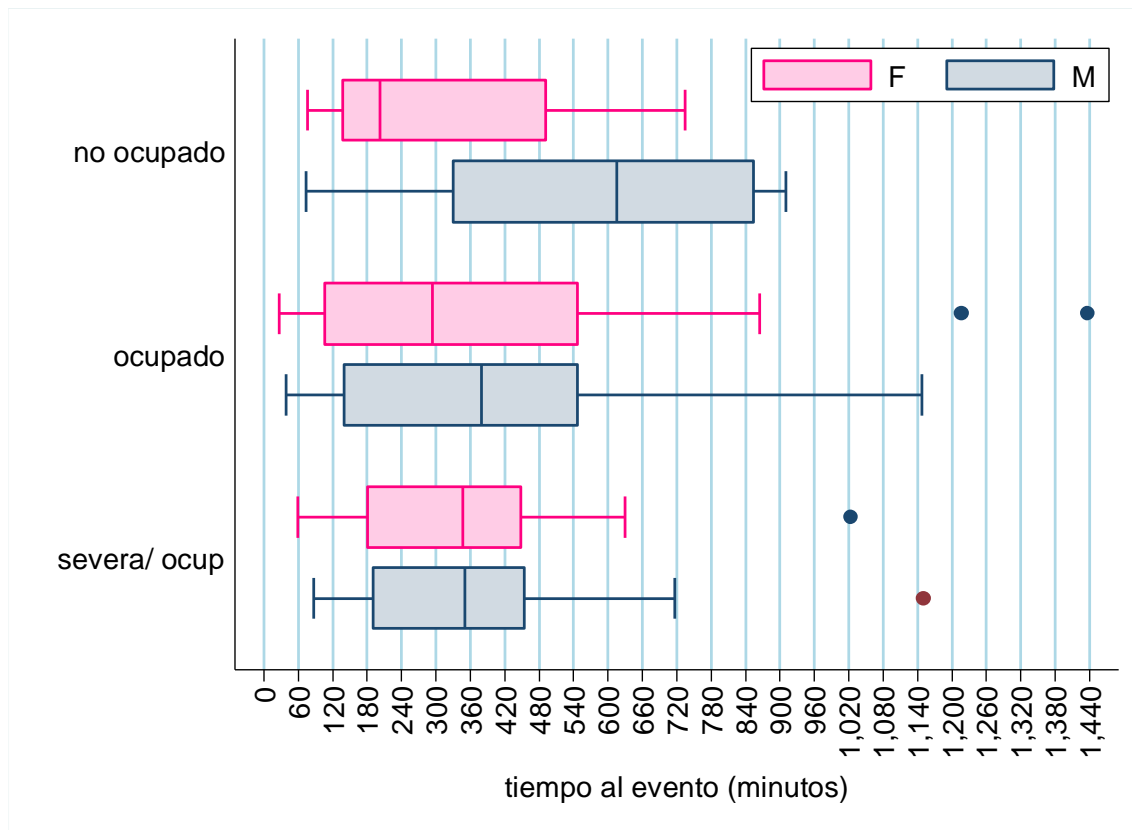 F M
no ocupado
ocupado
severa/ ocup
0 60 120 180 240 300 360 420 480 540 600 660 720 780 840 900 960 1,020 1,080 1,140 1,200 1,260 1,320 1,380 1,440
tiempo al evento (minutos)